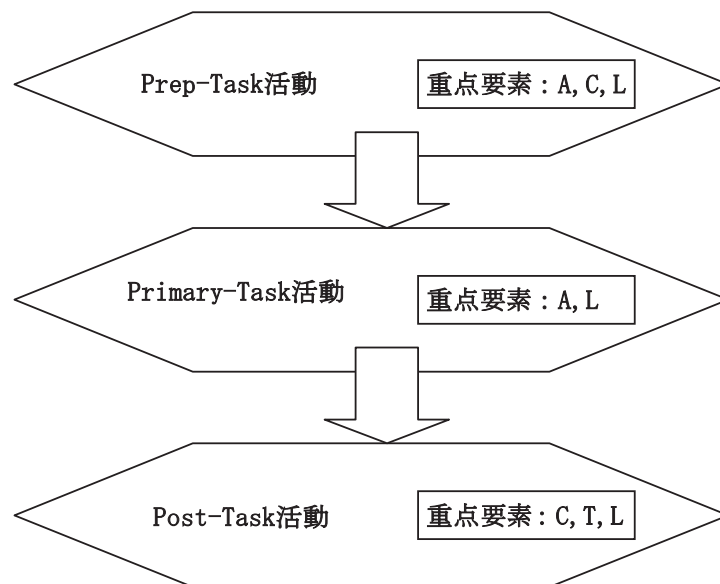 Prep-Task活動
重点要素：A,C,L
Primary-Task活動
重点要素：A,L
Post-Task活動
重点要素：C,T,L